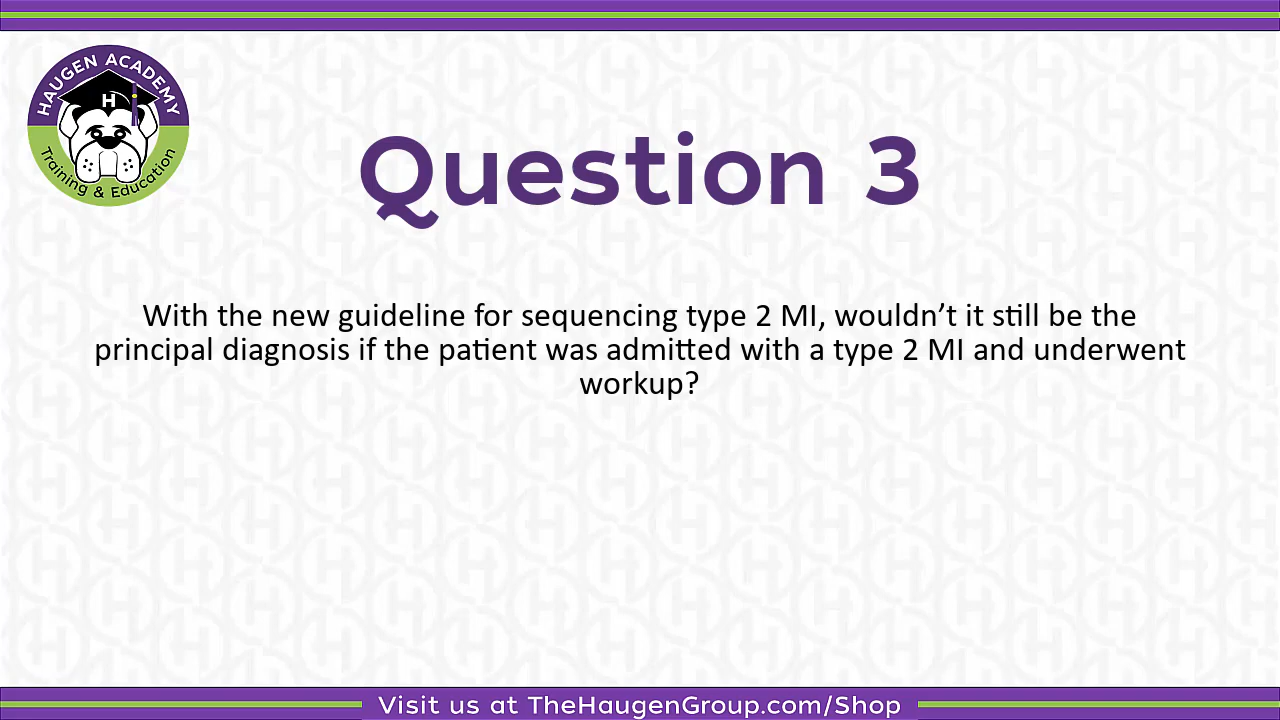 HAUGEN ACADEMY
H
Training & Education
Question 3
With the new guideline for sequencing type 2 MI, wouldn’t it still be the
principal diagnosis if the patient was admitted with a type 2 MI and underwent
workup?
Visit us at TheHaugenGroup.com/Shop